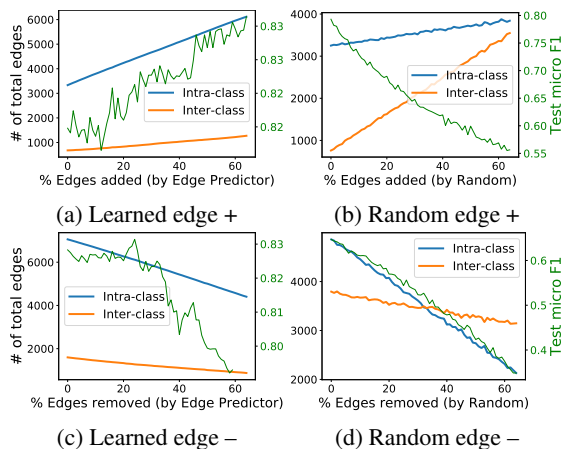 6000
5000
4000
3000
2000
1000
# of total edges
Intra-class
Inter-class
0.83
0.83
0.82
0.82
0 20 40 60
% Edges added (by Edge Predictor)
(a) Learned edge +
4000
3000
2000
1000
Intra-class
Inter-class
0.80
0.75
0.70
0.65
0.60
0.55
Test micro F1
0 20 40 60
% Edges added (by Random)
(b) Random edge +
6000
4000
2000
# of total edges
Intra-class
Inter-class
0.83
0.82
0.81
0.80
0 20 40 60
% Edges removed (by Edge Predictor)
(c) Learned edge –
4000
3000
2000
Intra-class
Inter-class
0.6
0.5
0.4
Test micro F1
0 20 40 60
% Edges removed (by Random)
(d) Random edge –